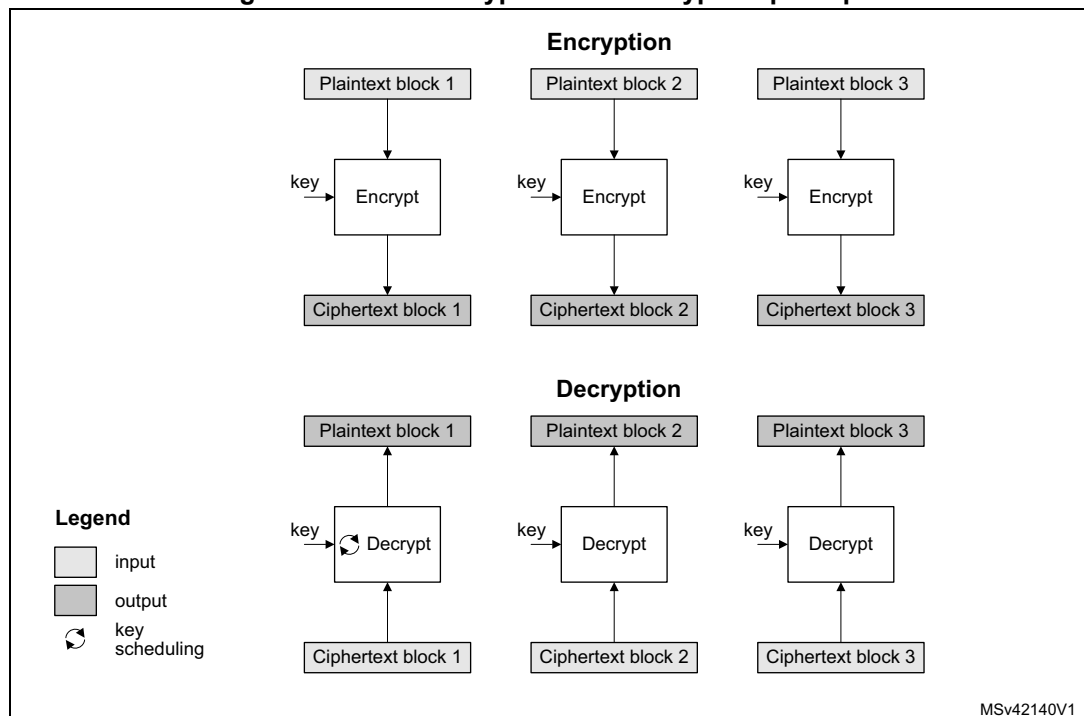 Encryption
Plaintext block 1 Plaintext block 2 Plaintext block 3
key Encrypt key Encrypt key Encrypt
Ciphertext block 1 Ciphertext block 2 Ciphertext block 3
Decryption
Plaintext block 1 Plaintext block 2 Plaintext block 3
Legend
key Decrypt key Decrypt key Decrypt
input
output
key
scheduling
Ciphertext block 1 Ciphertext block 2 Ciphertext block 3
MSv42140V1